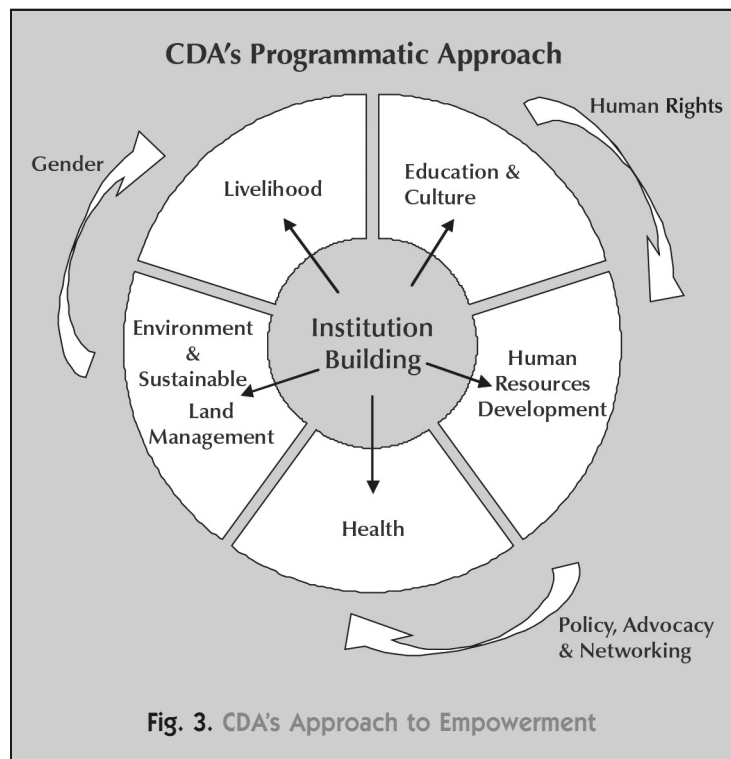 CDA's Programmatic Approach
Human Rights
Gender
Livelihood
Education &
Culture
Institution
Building
Environment
&
Sustainable
Land
Management
Human
Resources
Development
Health
Policy, Advocacy
& Networking
Fig. 3. CDA's Approach to Empowerment